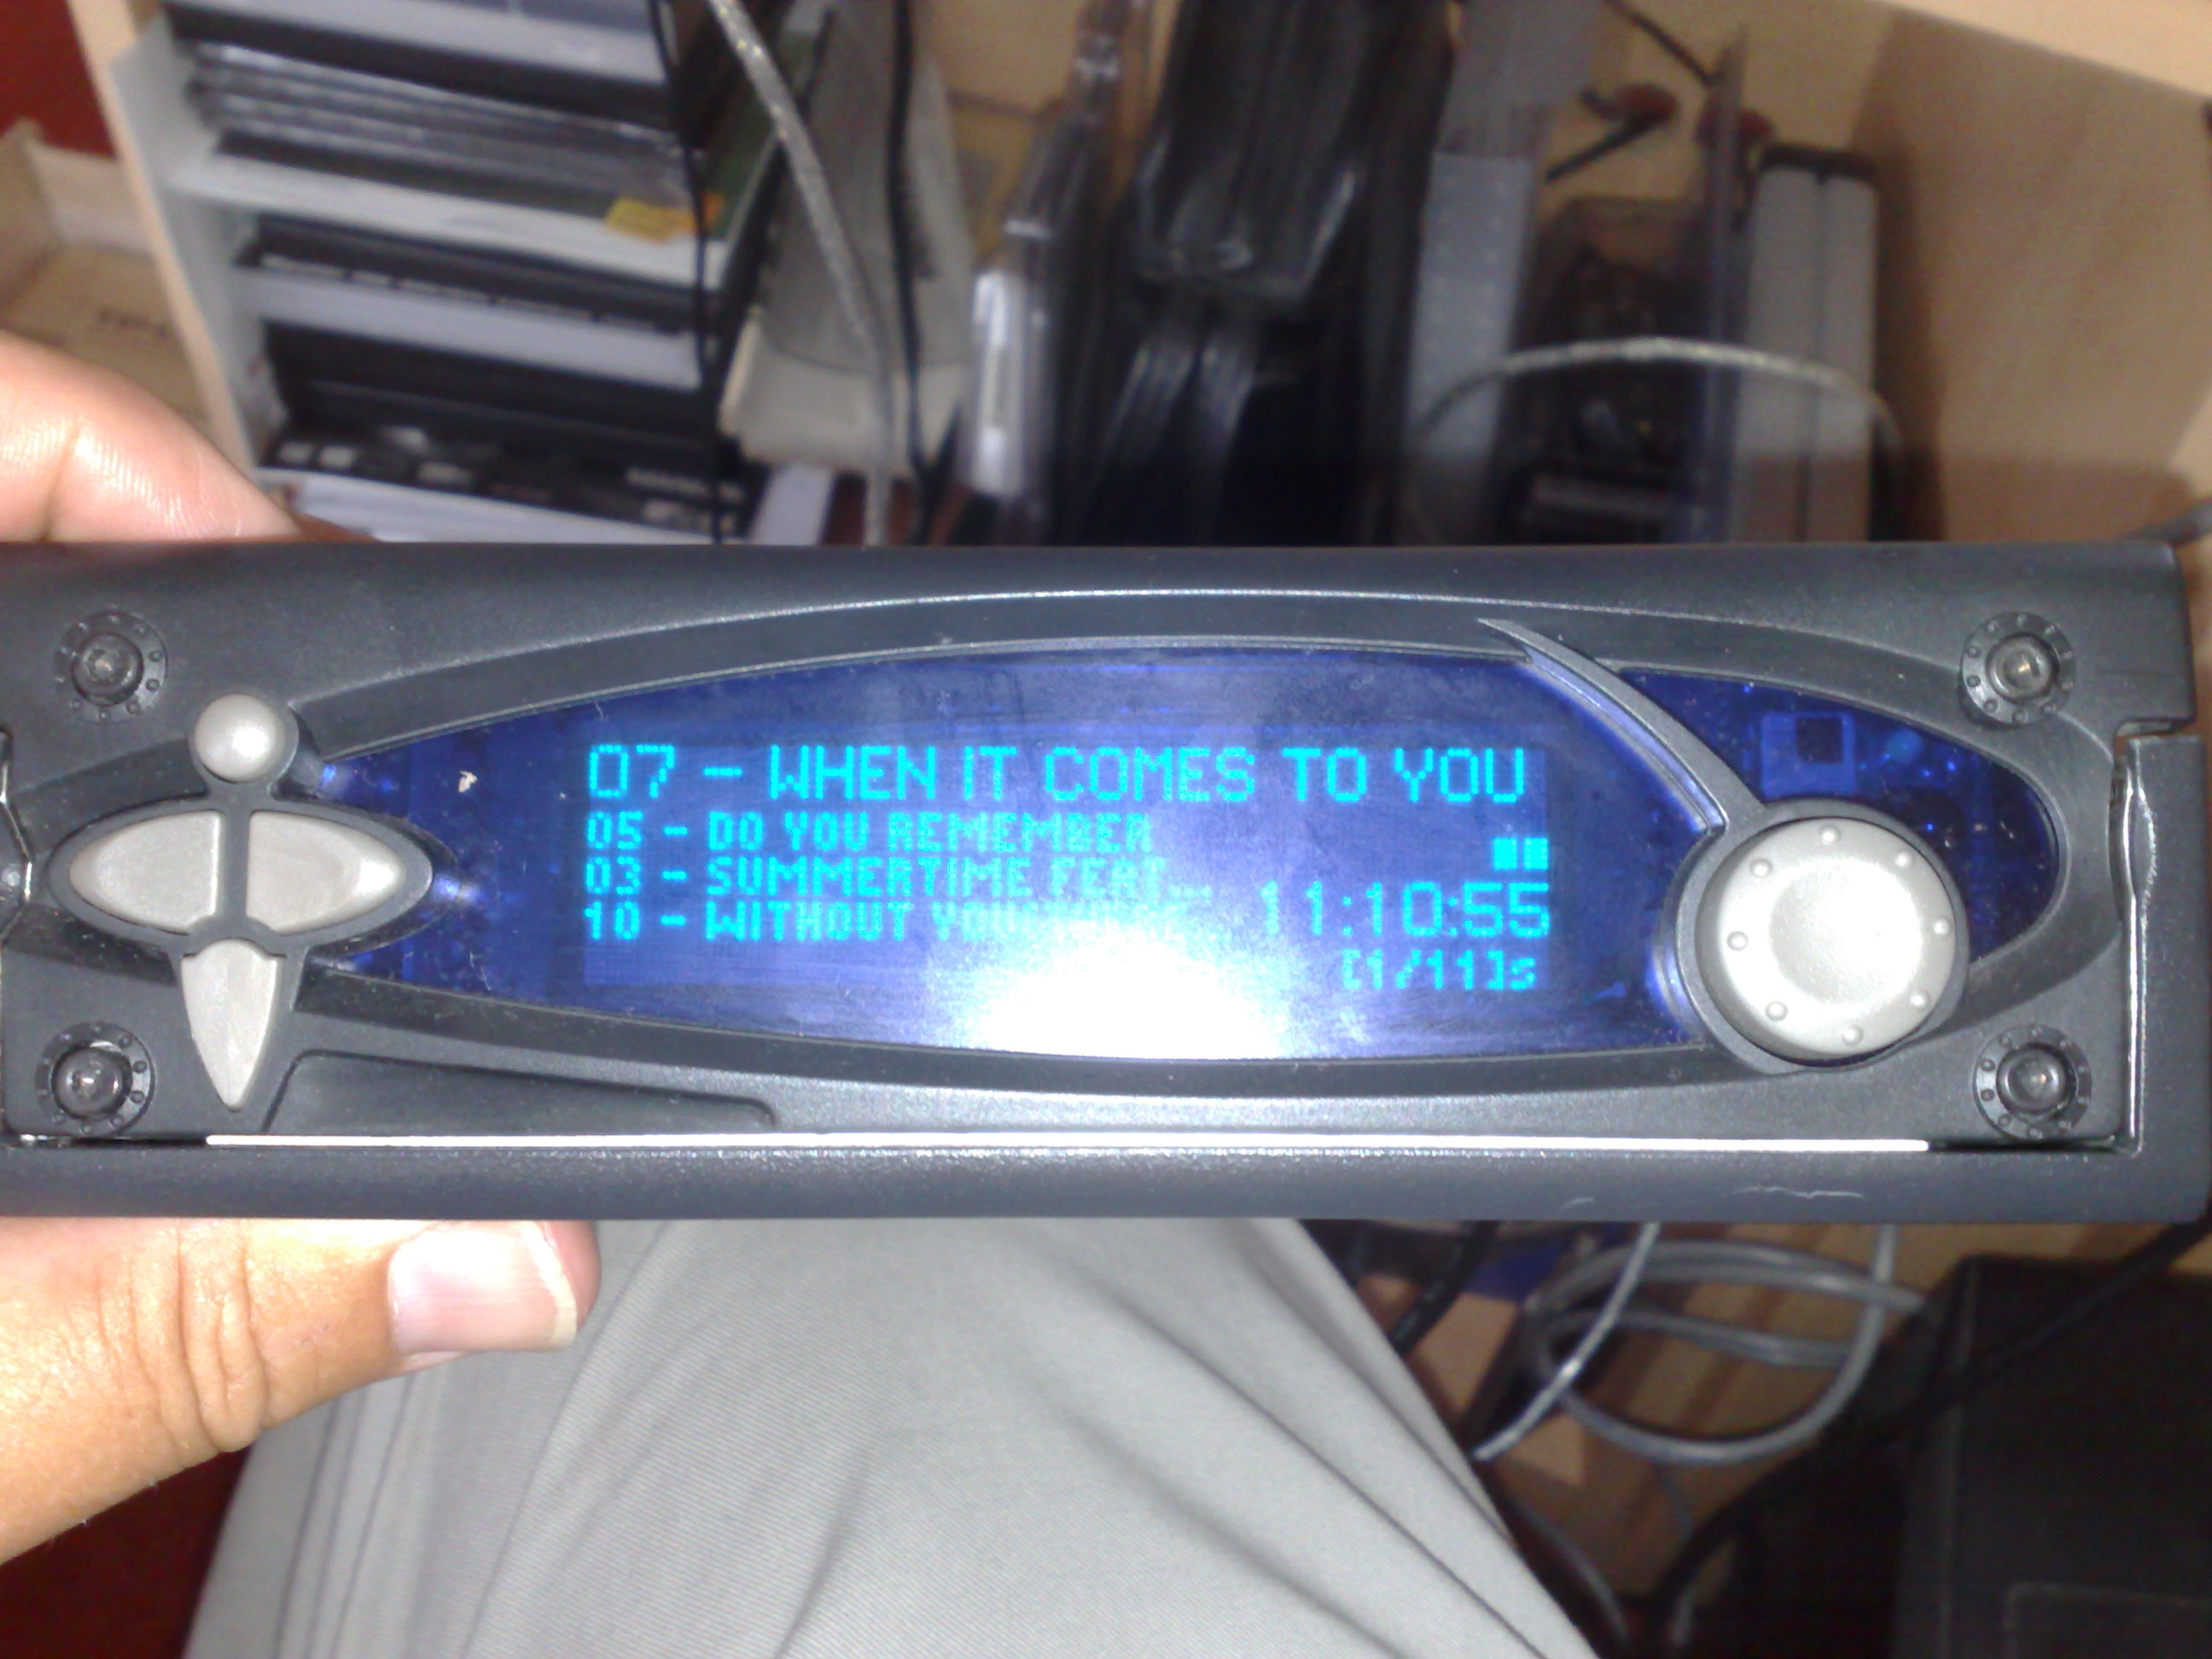 07 - WHEN IT COMES TO YOU
05 - DO YOU REMEMBER
03 - SUMMERTIME FEAT...
10 - WITHOUT YOU
11:10:55
[1/11]s